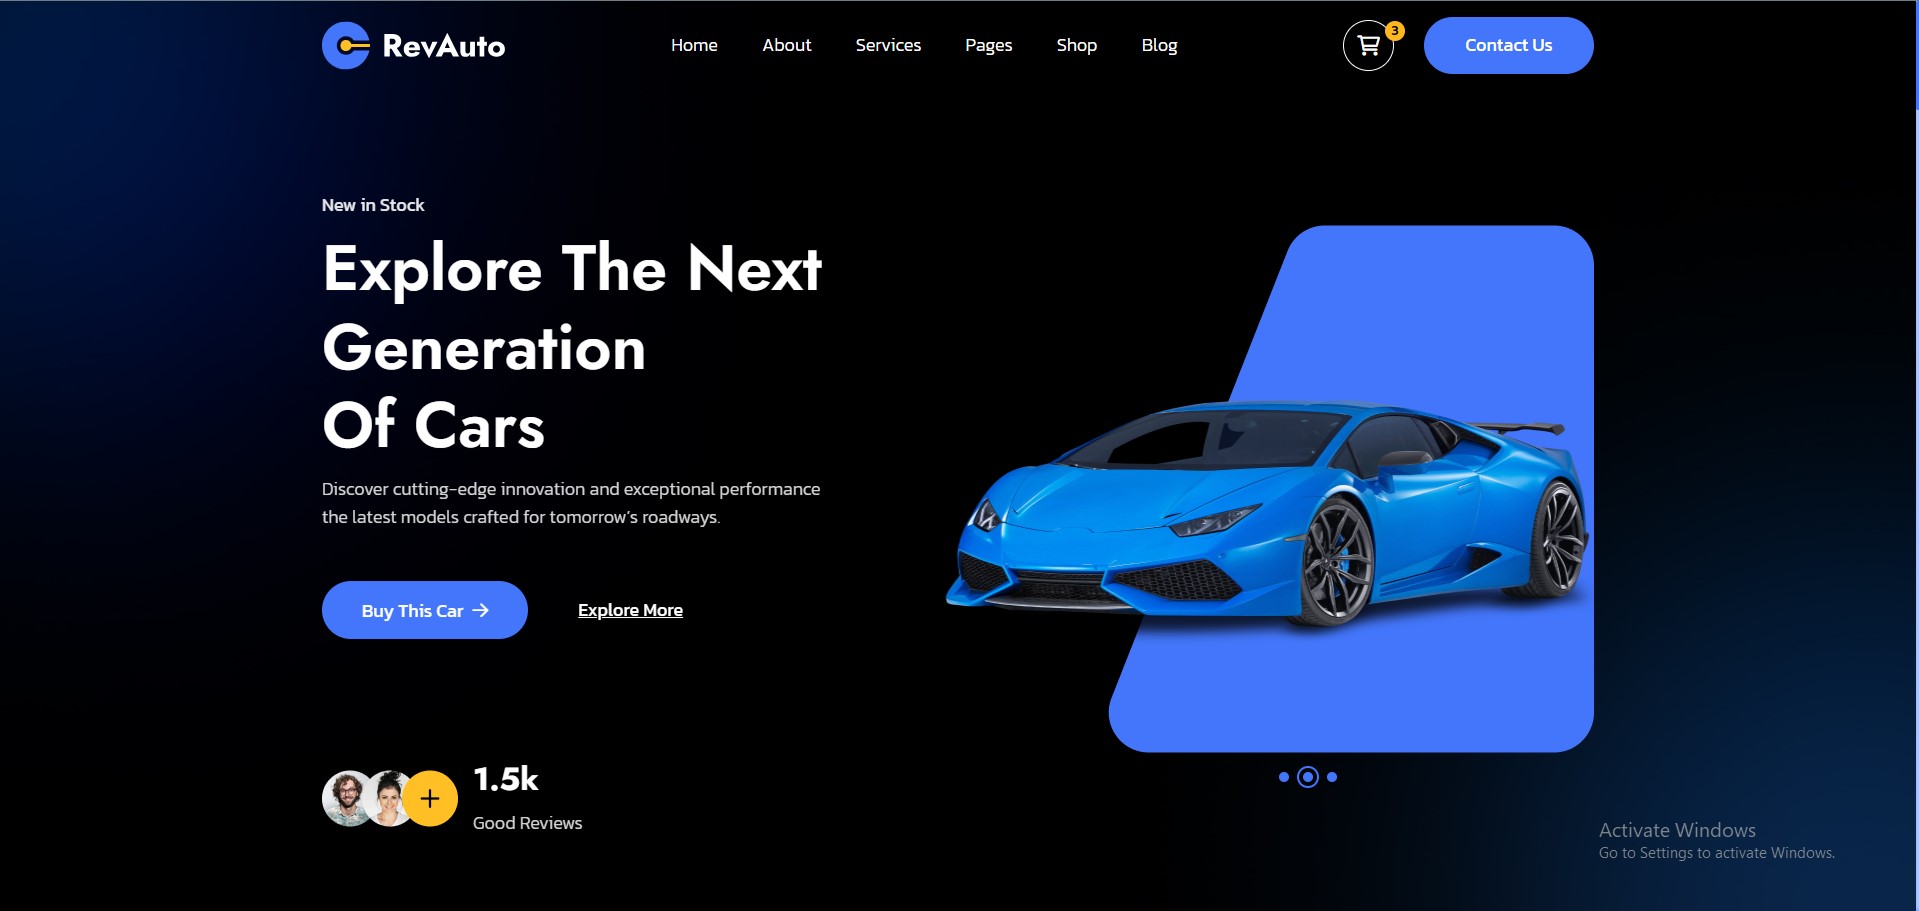 RevAuto
Home
About
Services
Pages
Shop
Blog
3
Contact Us
New in Stock
Explore The Next
Generation
Of Cars
Discover cutting-edge innovation and exceptional performance
the latest models crafted for tomorrow's roadways.
Buy This Car
Explore More
1.5k
Good Reviews
Activate Windows
Go to Settings to activate Windows.